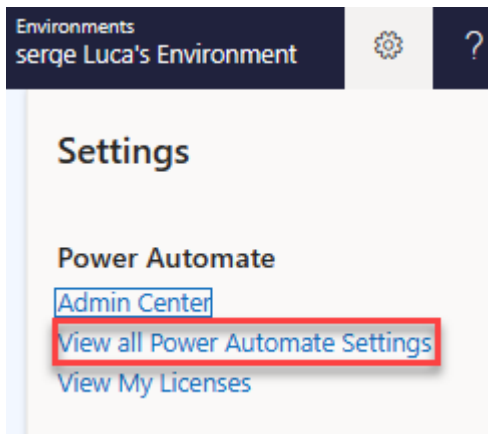 Environments
serge Luca's Environment
?
Settings
Power Automate
Admin Center
View all Power Automate Settings
View My Licenses